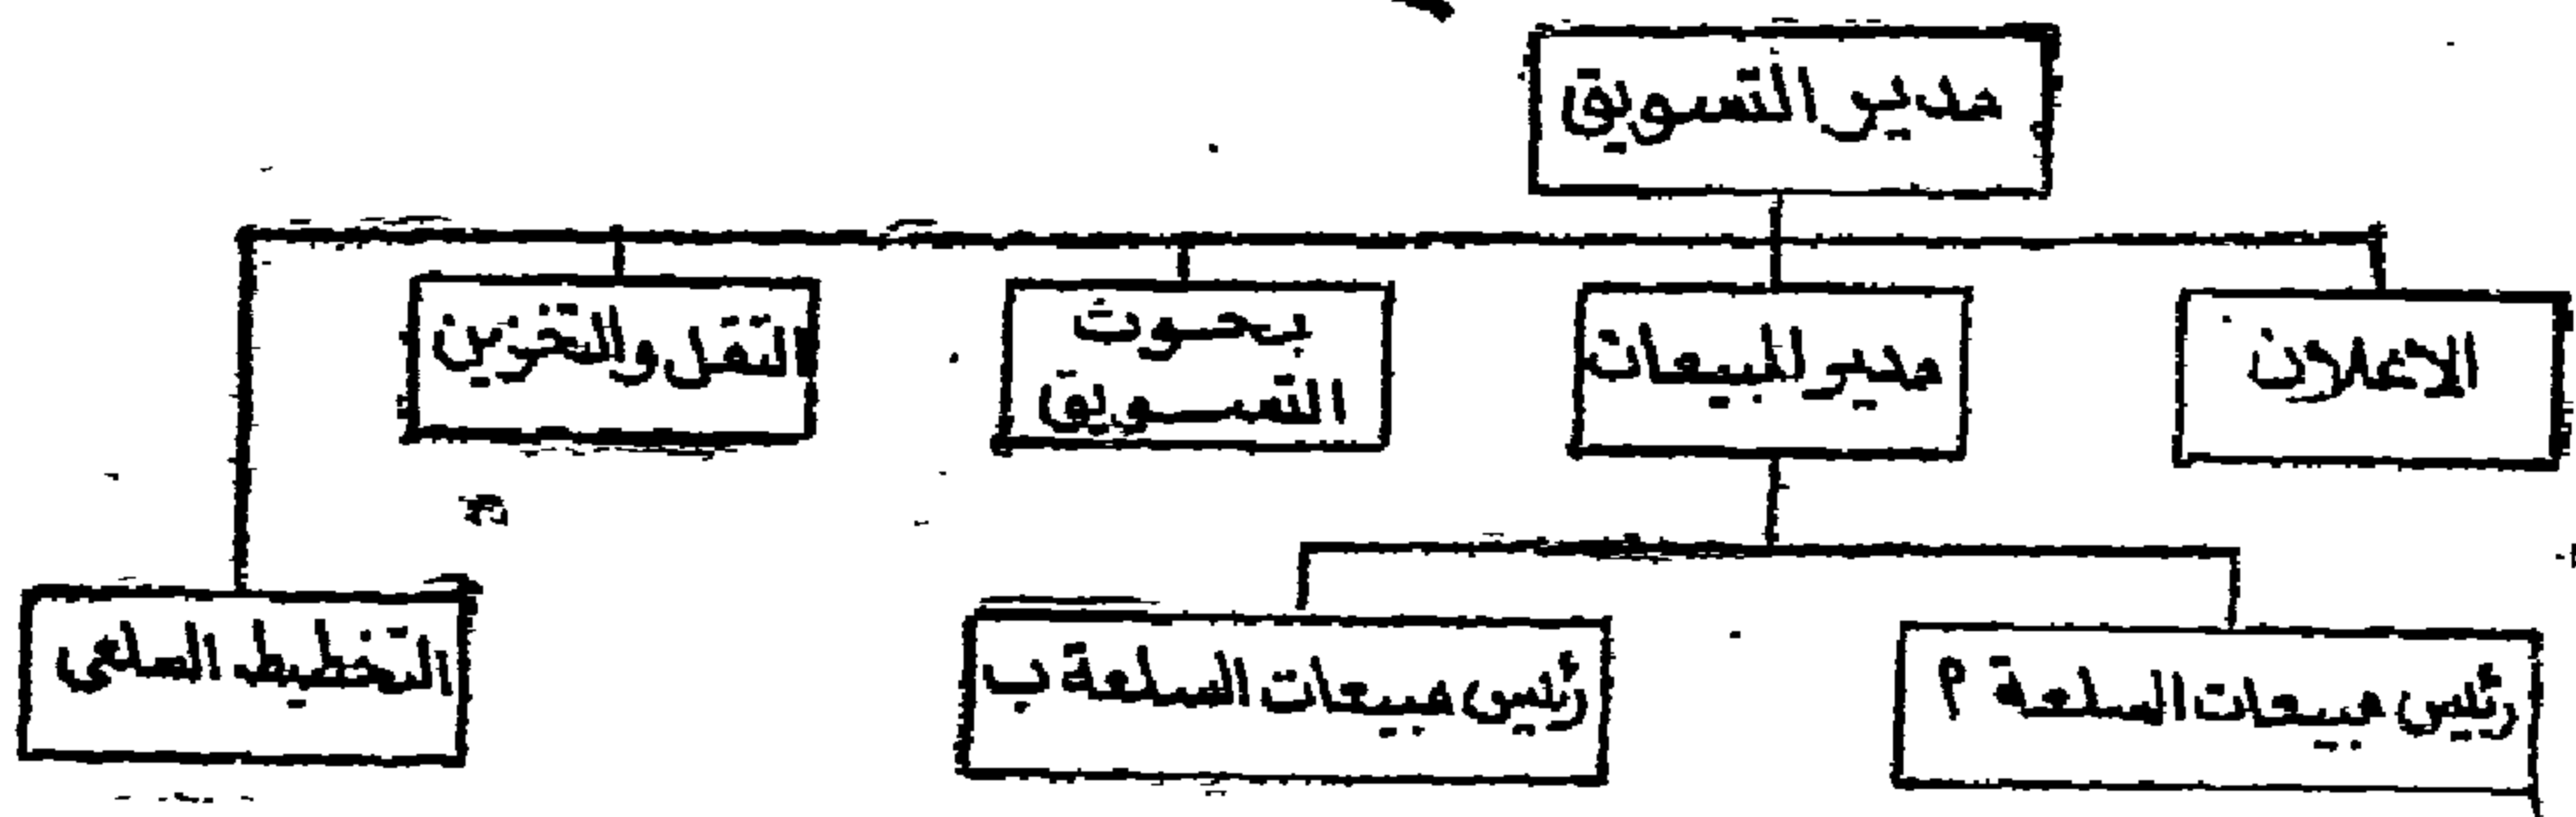 مدير التسويق
الاعلان
مدير المبيعات
بحوث
التسويق
النقل والتخزين
رئيس مبيعات السلعة م
رئيس مبيعات السلعة ب
التخطيط السلعى